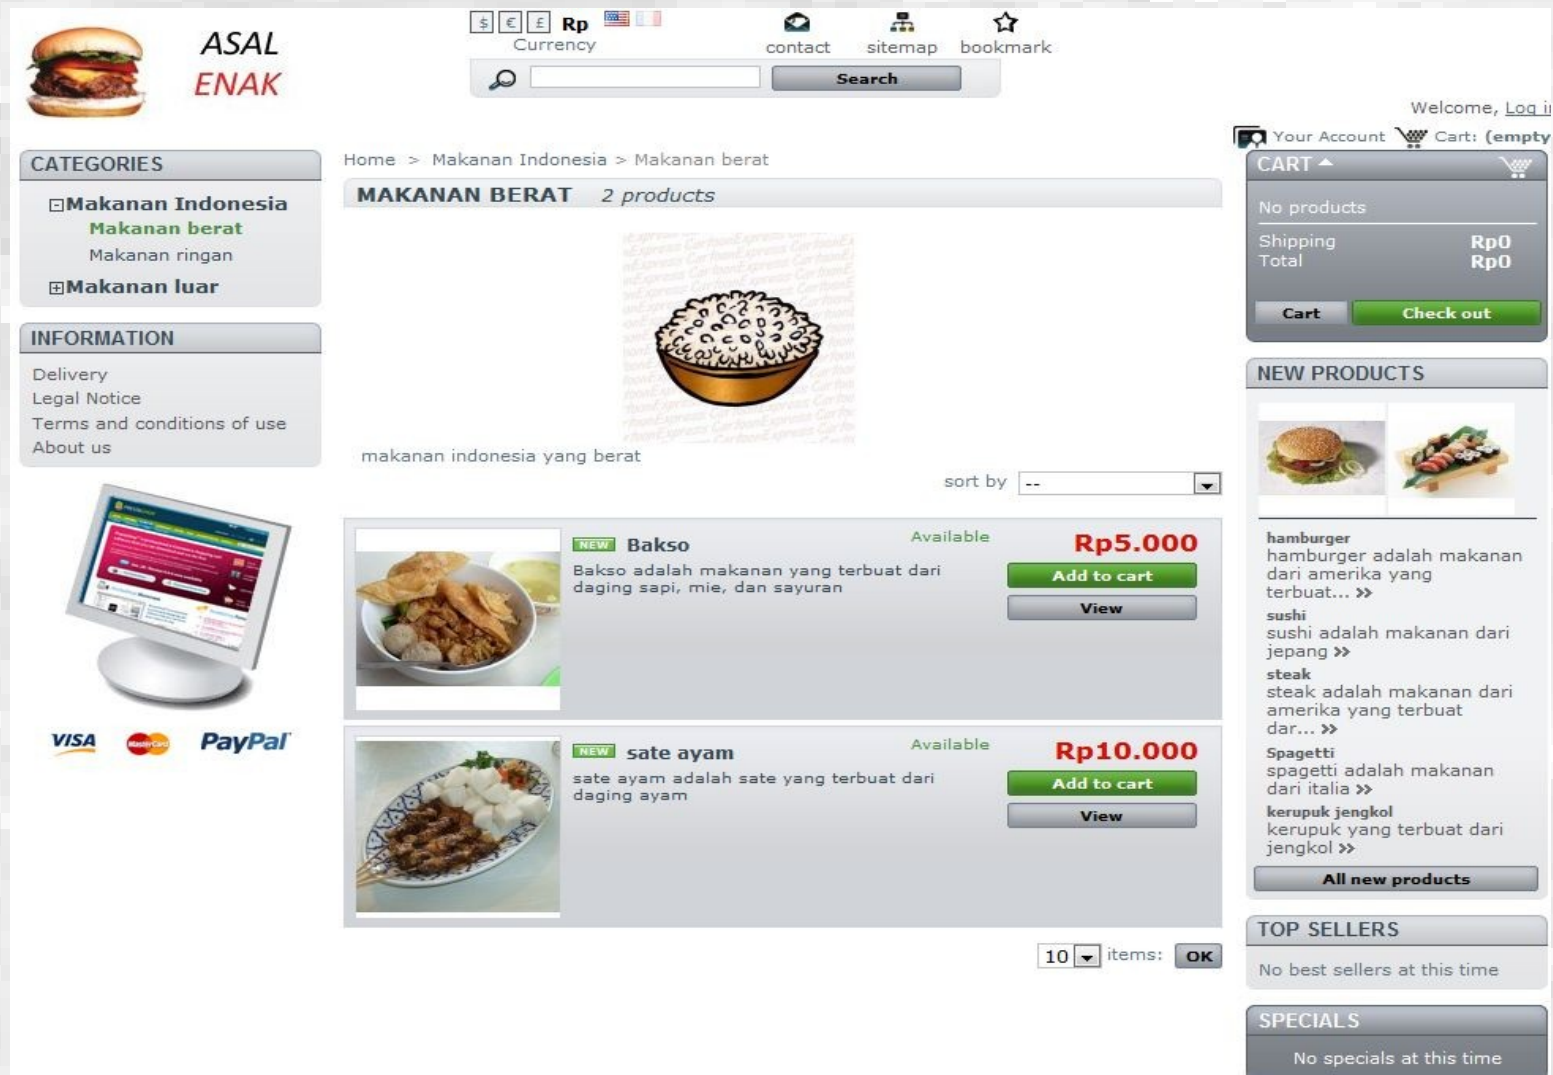 ASAL
ENAK
$ € £ Rp
Currency
contact sitemap bookmark
Search
Welcome, Log in
Your Account Cart: (empty
CATEGORIES
Makanan Indonesia
Makanan berat
Makanan ringan
Makanan luar
INFORMATION
Delivery
Legal Notice
Terms and conditions of use
About us
VISA MasterCard PayPal
Home > Makanan Indonesia > Makanan berat
MAKANAN BERAT 2 products
makanan indonesia yang berat
sort by --
NEW Bakso
Available
Rp5.000
Bakso adalah makanan yang terbuat dari
daging sapi, mie, dan sayuran
Add to cart
View
NEW sate ayam
Available
Rp10.000
sate ayam adalah sate yang terbuat dari
daging ayam
Add to cart
View
10 items: OK
CART
No products
Shipping Rp0
Total Rp0
Cart Check out
NEW PRODUCTS
hamburger
hamburger adalah makanan
dari amerika yang
terbuat... >>
sushi
sushi adalah makanan dari
jepang >>
steak
steak adalah makanan dari
amerika yang terbuat
dar... >>
Spagetti
spagetti adalah makanan
dari italia >>
kerupuk jengkol
kerupuk yang terbuat dari
jengkol >>
All new products
TOP SELLERS
No best sellers at this time
SPECIALS
No specials at this time